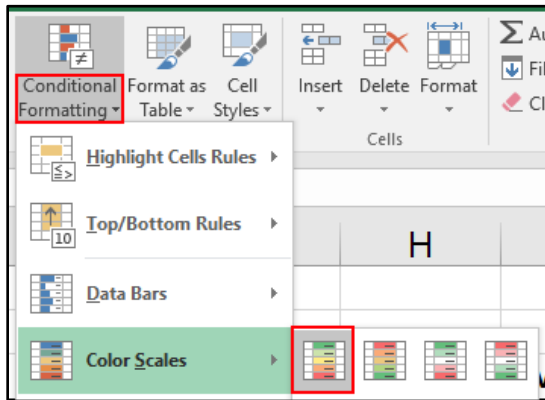 Conditional Formatting
Format as Table
Cell Styles
Insert
Delete
Format
Cells
Highlight Cells Rules
10
Top/Bottom Rules
H
Data Bars
Color Scales